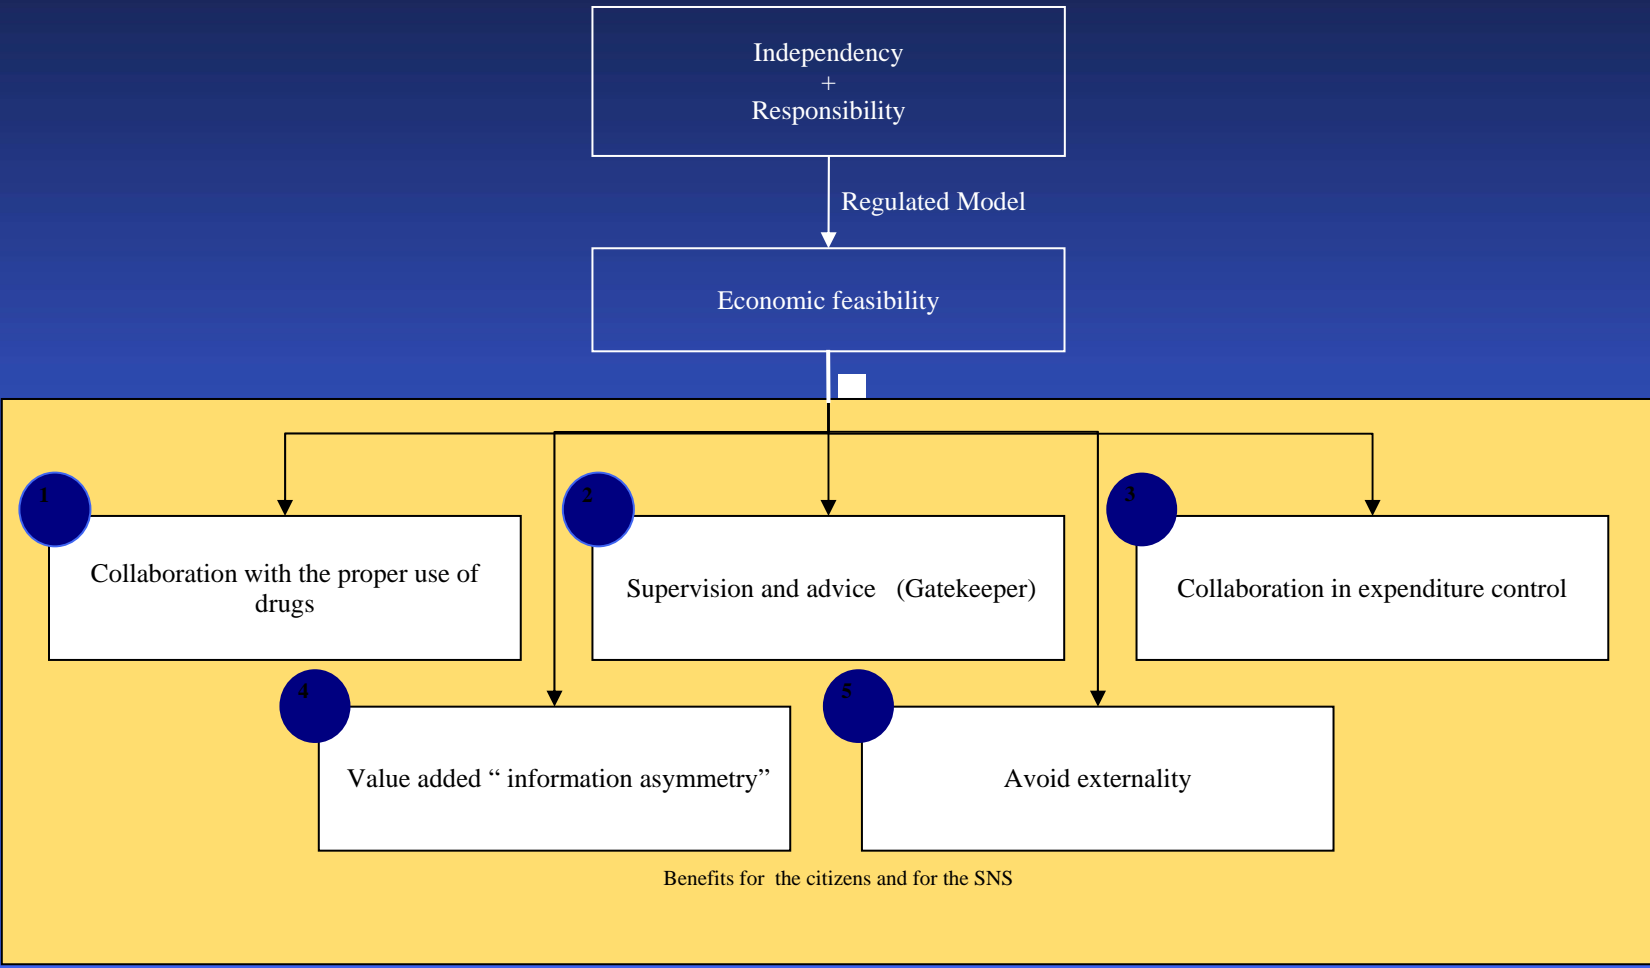 Independency
+
Responsibility
Regulated Model
Economic feasibility
1
2
3
Collaboration with the proper use of
drugs
Supervision and advice   (Gatekeeper)
Collaboration in expenditure control
4
5
Value added “ information asymmetry”
Avoid externality
Benefits for  the citizens and for the SNS